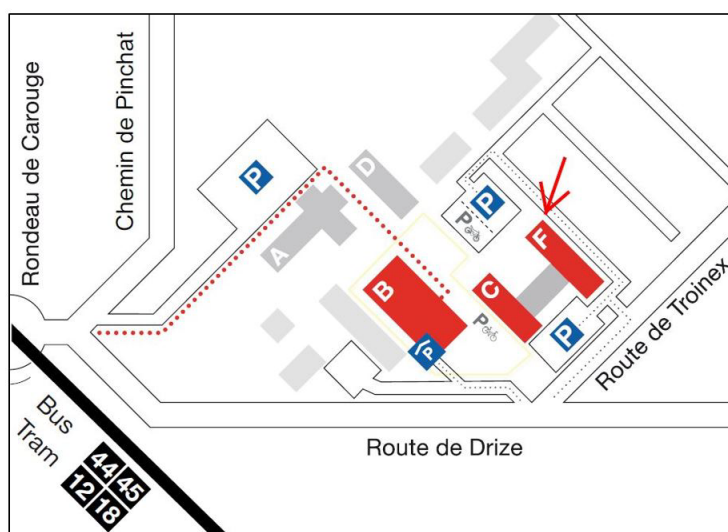 Rondeau de Carouge
Chemin de Pinchat
P
D
A
P
P
F
B
C
P
P
P
Route de Troinex
Route de Drize
Bus
Tram
44 45
12 18